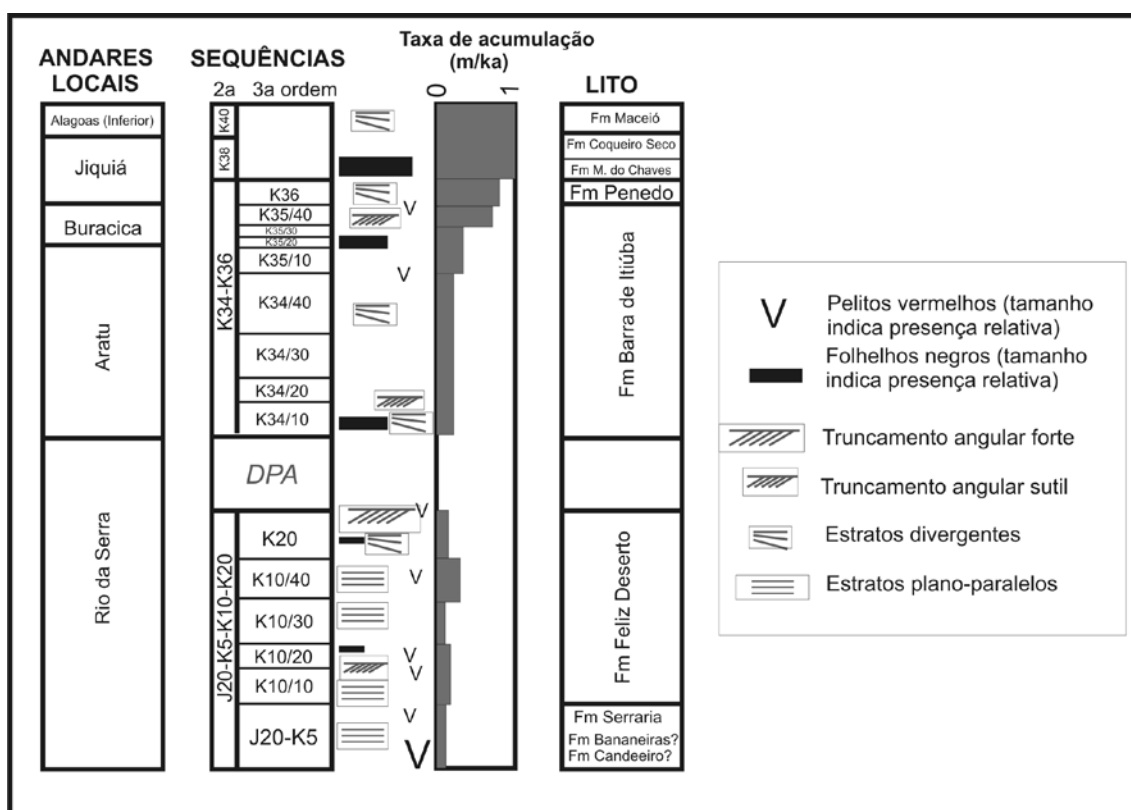 ANDARES
LOCAIS
Alagoas (Inferior)
Jiquiá
Buracica
Aratu
Rio da Serra
SEQUÊNCIAS
2a 3a ordem
K40
K38
K34-K36
J20-K5-K10-K20
K36
K35/40
K35/30
K35/20
K35/10
K34/40
K34/30
K34/20
K34/10
DPA
K20
K10/40
K10/30
K10/20
K10/10
J20-K5
V
V
V
V
V
V
V
V
Taxa de acumulação
(m/ka)
0 1
LITO
Fm Maceió
Fm Coqueiro Seco
Fm M. do Chaves
Fm Penedo
Fm Barra de Itiúba
Fm Feliz Deserto
Fm Serraria
Fm Bananeiras?
Fm Candeeiro?
V
Pelitos vermelhos (tamanho
indica presença relativa)
Folhelhos negros (tamanho
indica presença relativa)
Truncamento angular forte
Truncamento angular sutil
Estratos divergentes
Estratos plano-paralelos